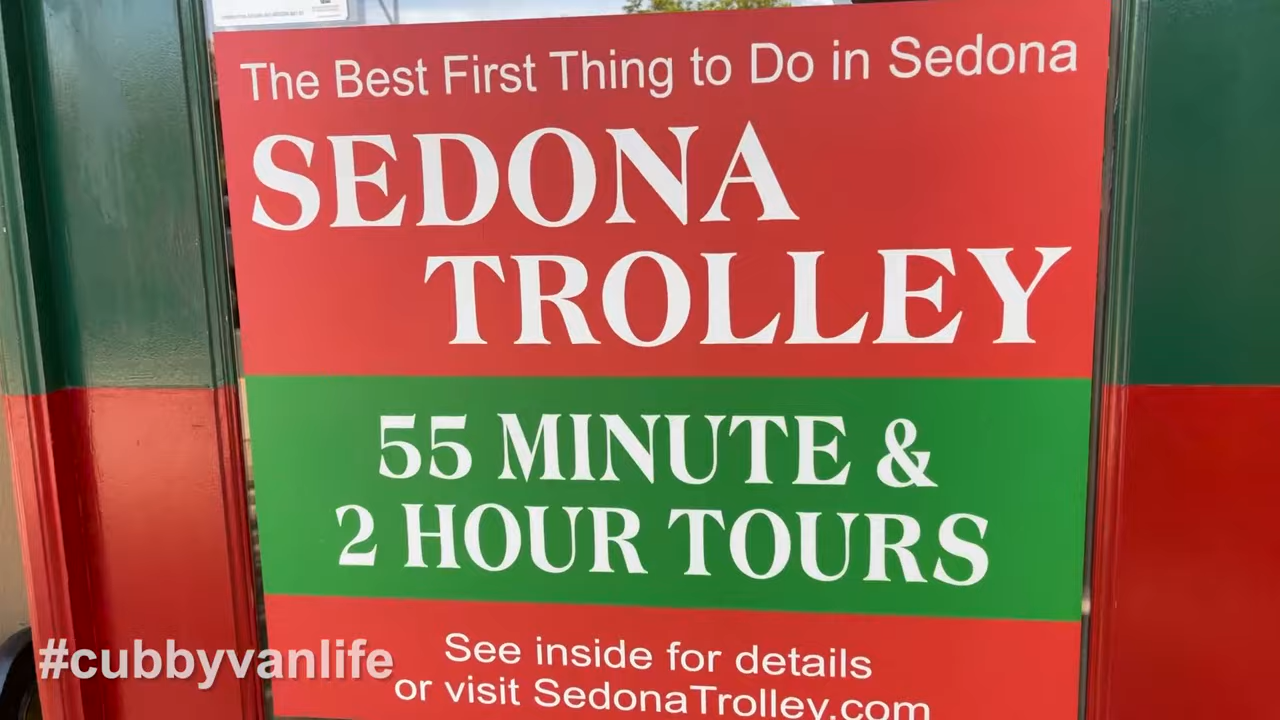 The Best First Thing to Do in Sedona
SEDONA
TROLLEY
55 MINUTE &
2 HOUR TOURS
See inside for details
or visit SedonaTrolley.com
#cubbyvanlife